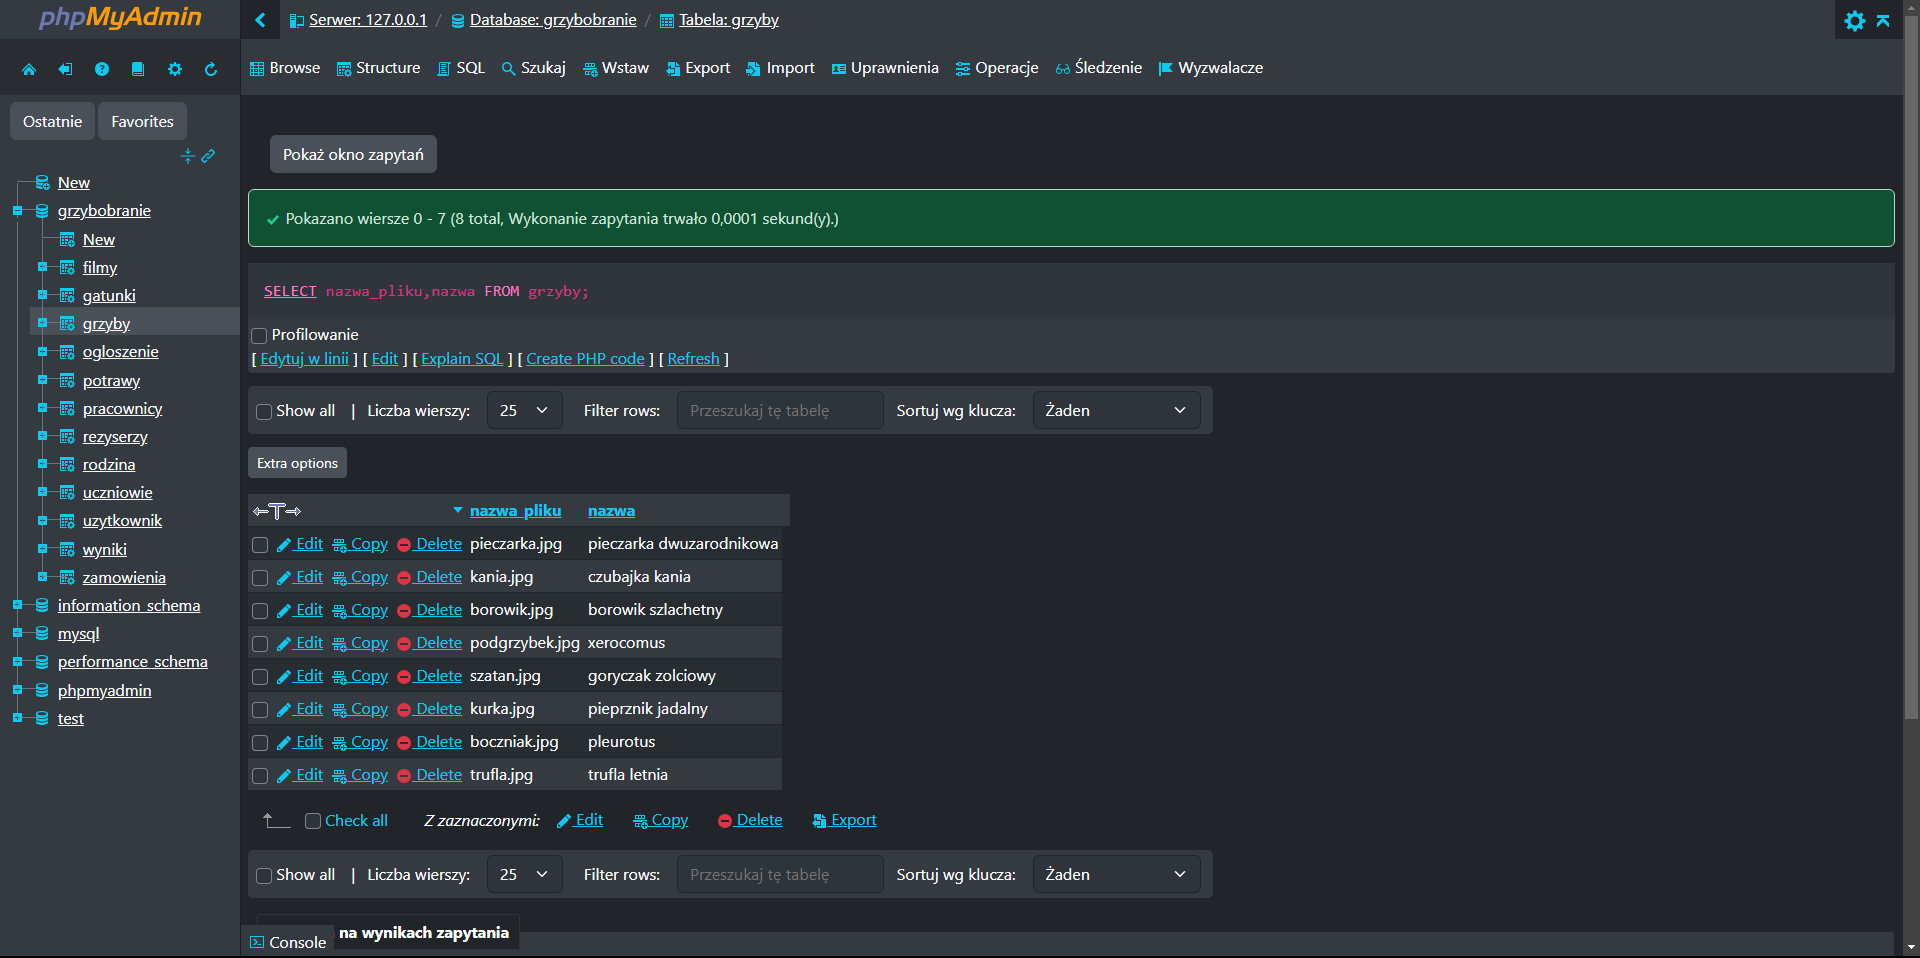 phpMyAdmin
Serwer: 127.0.0.1 / Database: grzybobranie / Tabela: grzyby
Browse Structure SQL Szukaj Wstaw Export Import Uprawnienia Operacje Śledzenie Wyzwalacze
Ostatnie Favorites
New
grzybobranie
New
filmy
gatunki
grzyby
ogloszenie
potrawy
pracownicy
rezyserzy
rodzina
uczniowie
uzytkownik
wyniki
zamowienia
information_schema
mysql
performance_schema
phpmyadmin
test
Pokaż okno zapytań
Pokazano wiersze 0 - 7 (8 total, Wykonanie zapytania trwało 0,0001 sekund(y).)
SELECT nazwa_pliku,nazwa FROM grzyby;
Profilowanie
[ Edytuj w linii ] [ Edit ] [ Explain SQL ] [ Create PHP code ] [ Refresh ]
Show all | Liczba wierszy: 25 Filter rows: Przeszukaj tę tabelę Sortuj wg klucza: Żaden
Extra options
nazwa_pliku nazwa
Edit Copy Delete pieczarka.jpg pieczarka dwuzarodnikowa
Edit Copy Delete kania.jpg czubajka kania
Edit Copy Delete borowik.jpg borowik szlachetny
Edit Copy Delete podgrzybek.jpg xerocomus
Edit Copy Delete szatan.jpg goryczak zolciowy
Edit Copy Delete kurka.jpg pieprznik jadalny
Edit Copy Delete boczniak.jpg pleurotus
Edit Copy Delete trufla.jpg trufla letnia
Check all Z zaznaczonymi: Edit Copy Delete Export
Show all | Liczba wierszy: 25 Filter rows: Przeszukaj tę tabelę Sortuj wg klucza: Żaden
na wynikach zapytania
Console